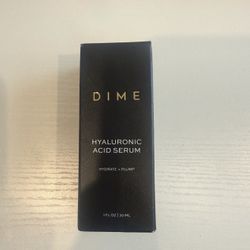 DIME
HYALURONIC
ACID SERUM
HYDRATE + PLUMP
1 FL OZ | 30 ML